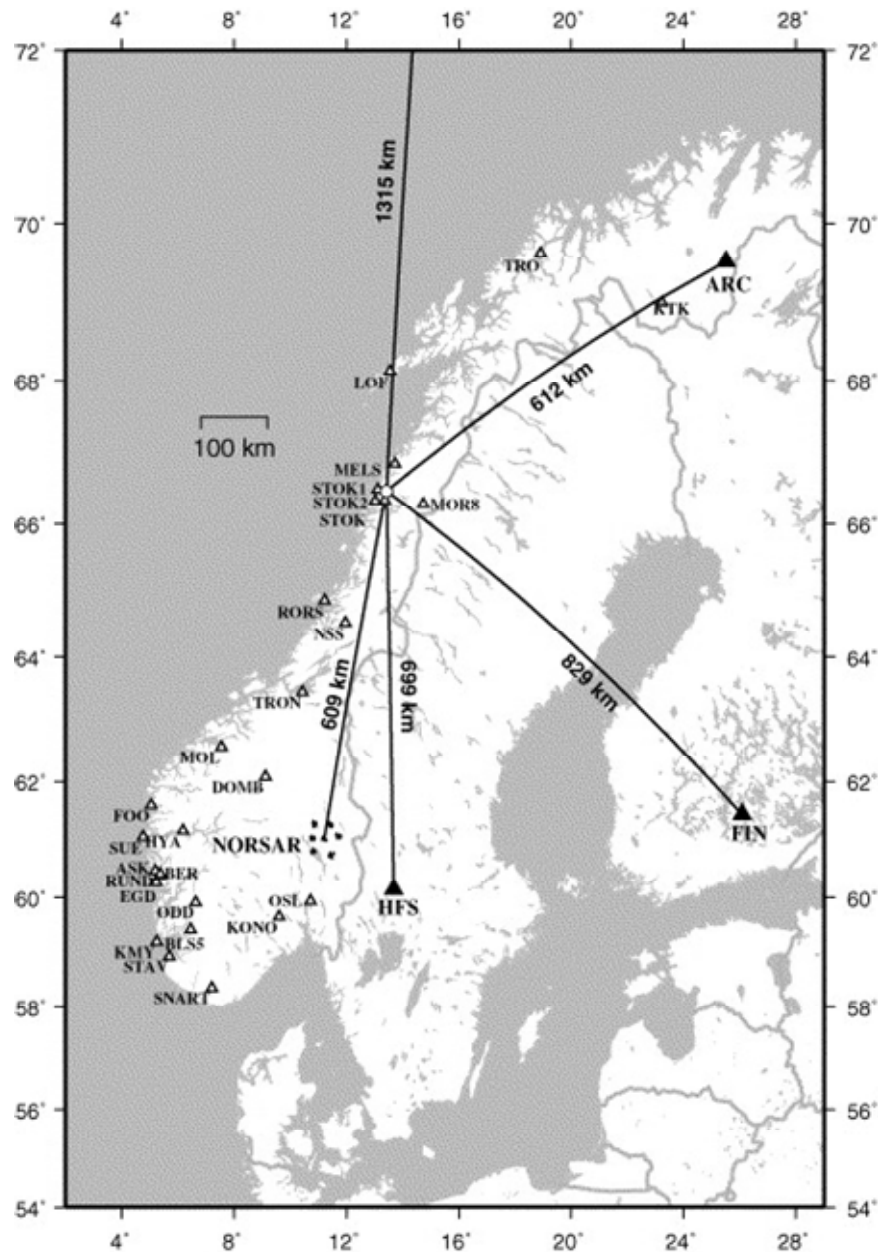 4° 8° 12° 16° 20° 24° 28°
72° 72°
1315 km
70° 70°
TRO
ARC
KTK
68° 68°
LOF
612 km
100 km
MELS
STOK1
STOK2 MOR8
STOK
66° 66°
RORS
NSS
64° 64°
609 km 699 km 829 km
TRON
MOL
62° 62°
DOMB
FOO
FIN
SUE HYA NORSAR
ASK BER
RUND
60° 60°
EGD OSL HFS
ODD
KONO
KMY BLS5
STAV
SNART
58° 58°
56° 56°
54° 54°
4° 8° 12° 16° 20° 24° 28°